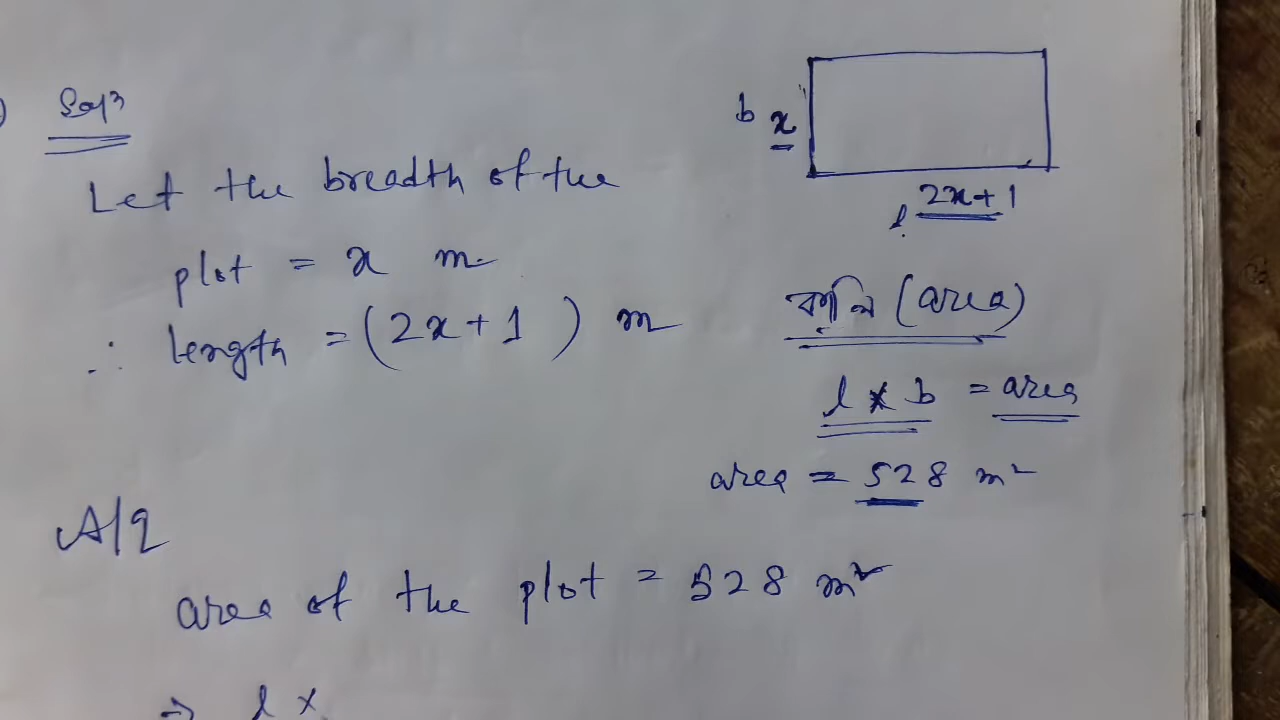 Solⁿ
Let the breadth of the
plot = x m.
∴ length = (2x+1) m
b x
2x+1
l
কালি (area)
l × b = area
area = 528 m²
A/q
area of the plot = 528 m²
⇒ l ×